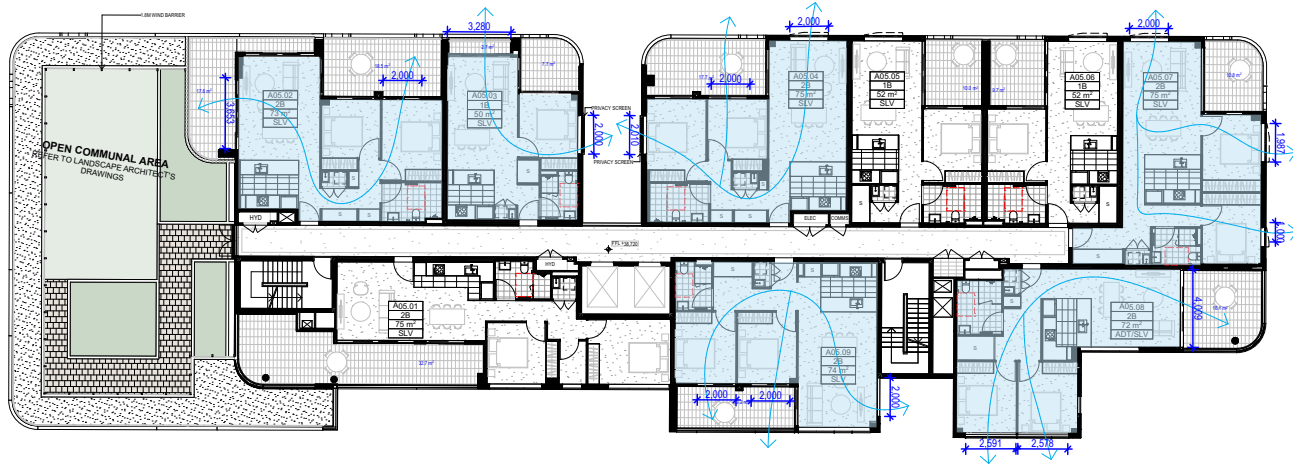 1.8M WIND BARRIER
OPEN COMMUNAL AREA
REFER TO LANDSCAPE ARCHITECT'S
DRAWINGS
3,653
A05.02
2B
73 m²
SLV
2,000
3,280
A05.03
1B
50 m²
SLV
PRIVACY SCREEN
2,000
2,010
PRIVACY SCREEN
2,000
2,000
A05.04
2B
75 m²
SLV
A05.05
1B
52 m²
SLV
A05.06
1B
52 m²
SLV
2,000
A05.07
2B
75 m²
SLV
1,987
HYD
S
S
S
S
S
S
S
S
S
S
S
ELEC
COMMS
HYD
A05.01
2B
75 m²
SLV
32.7 m²
S
S
A05.09
2B
74 m²
SLV
2,000
2,000
2,000
S
S
A05.08
2B
72 m²
ADT/SLV
4,009
2,591
2,578